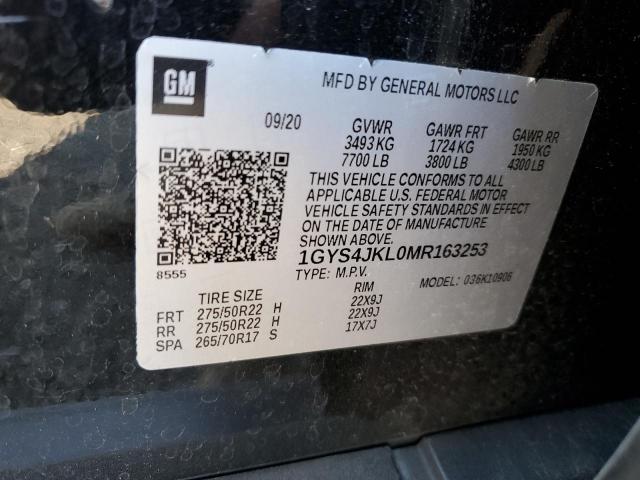 GM
MFD BY GENERAL MOTORS LLC
09/20 GVWR GAWR FRT GAWR RR
3493 KG 1724 KG 1950 KG
7700 LB 3800 LB 4300 LB
THIS VEHICLE CONFORMS TO ALL
APPLICABLE U.S. FEDERAL MOTOR
VEHICLE SAFETY STANDARDS IN EFFECT
ON THE DATE OF MANUFACTURE
SHOWN ABOVE.
8555 1GYS4JKL0MR163253
TYPE: M.P.V. MODEL: 036K10906
TIRE SIZE RIM
FRT 275/50R22 H 22X9J
RR 275/50R22 H 22X9J
SPA 265/70R17 S 17X7J